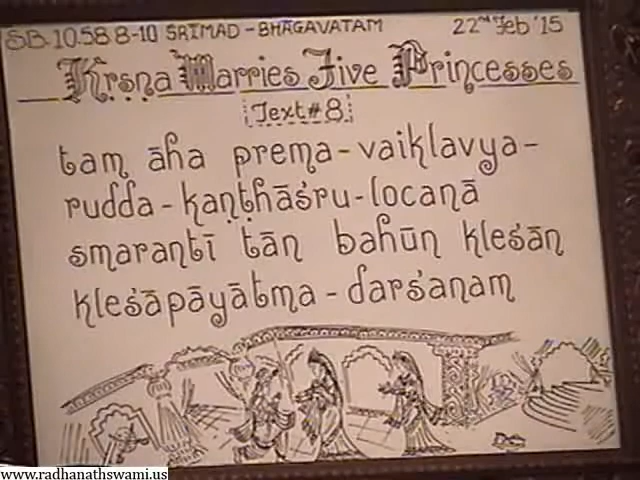 SB.10.58 8-10 SRIMAD-BHĀGAVATAM 22nd Feb '15
Krsna Marries Five Princesses
Text # 8
tam āha prema-vaiklavya-
rudda-kaṇṭhāśru-locanā
smarantī tān bahūn kleśān
kleśāpāyātma-darśanam
www.radhanathswami.us